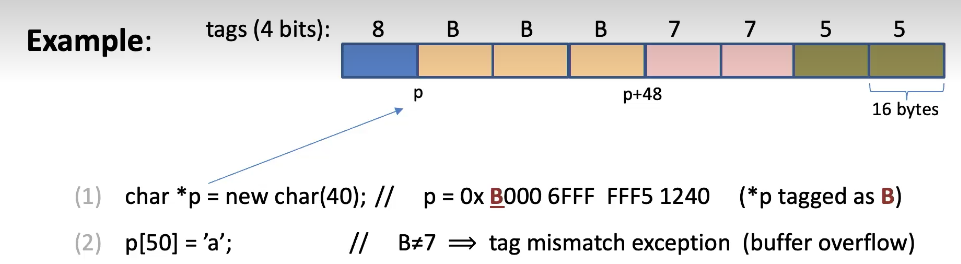 Example: tags (4 bits): 8 B B B 7 7 5 5
p p+48
16 bytes
(1) char *p = new char(40); // p = 0x B000 6FFF FFF5 1240 (*p tagged as B)
(2) p[50] = ’a’; // B≠7 ⟹ tag mismatch exception (buffer overflow)